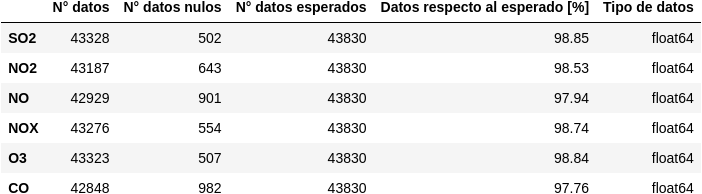 N° datos N° datos nulos N° datos esperados Datos respecto al esperado [%] Tipo de datos
SO2 43328 502 43830 98.85 float64
NO2 43187 643 43830 98.53 float64
NO 42929 901 43830 97.94 float64
NOX 43276 554 43830 98.74 float64
O3 43323 507 43830 98.84 float64
CO 42848 982 43830 97.76 float64